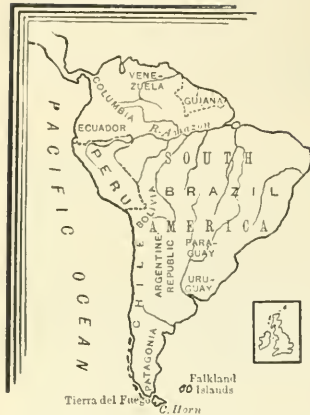 VENE-
ZUELA
COLUMBIA
GUIANA
ECUADOR
R. Amazon
SOUTH
PERU
BRAZIL
BOLIVIA
AMERICA
PARA-
GUAY
ARGENTINE
REPUBLIC
URU-
GUAY
CHILE
PACIFIC OCEAN
PATAGONIA
Falkland
Islands
Tierra del Fuego
C. Horn